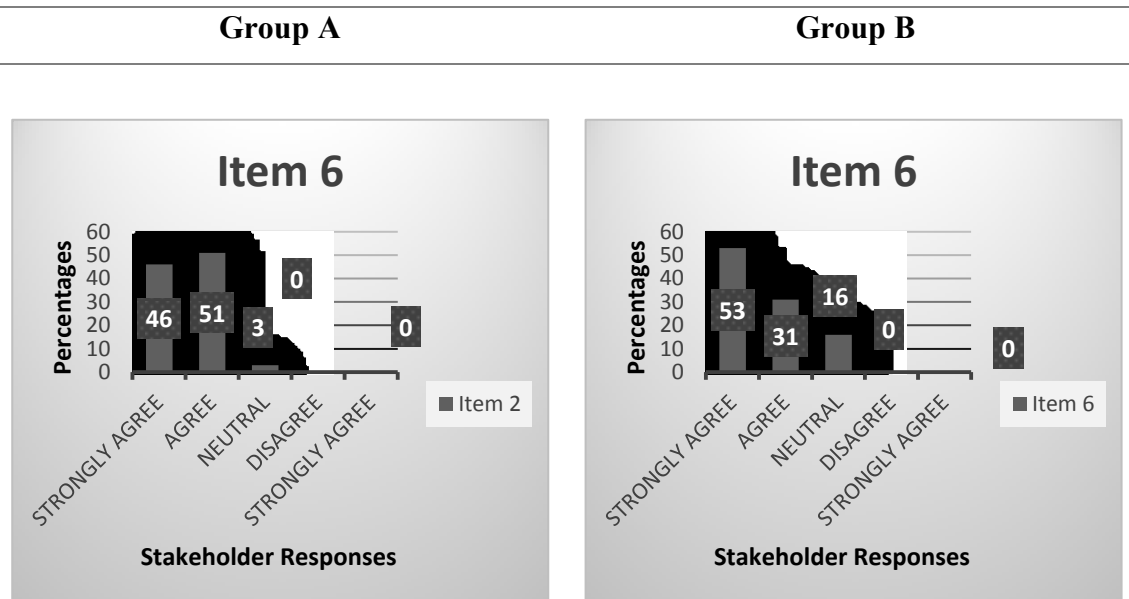 Group A
Group B
Item 6
Percentages
60
50
40
30
20
10
0
46
51
3
0
0
STRONGLY AGREE
AGREE
NEUTRAL
DISAGREE
STRONGLY AGREE
Item 2
Stakeholder Responses
Item 6
Percentages
60
50
40
30
20
10
0
53
31
16
0
0
STRONGLY AGREE
AGREE
NEUTRAL
DISAGREE
STRONGLY AGREE
Item 6
Stakeholder Responses